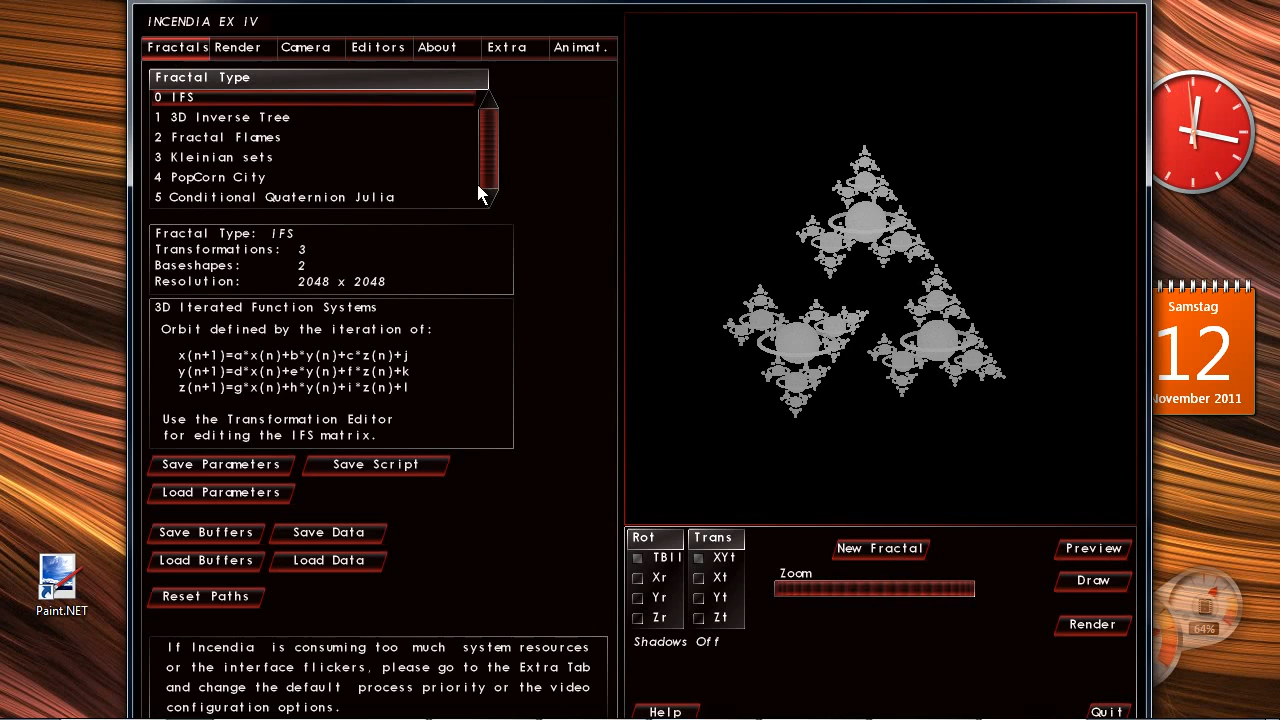 INCENDIA EX IV
Fractals Render Camera Editors About Extra Animat.
Fractal Type
0 IFS
1 3D Inverse Tree
2 Fractal Flames
3 Kleinian sets
4 PopCorn City
5 Conditional Quaternion Julia
Fractal Type: IFS
Transformations: 3
Baseshapes: 2
Resolution: 2048 x 2048
3D Iterated Function Systems
Orbit defined by the iteration of:
x(n+1)=a*x(n)+b*y(n)+c*z(n)+j
y(n+1)=d*x(n)+e*y(n)+f*z(n)+k
z(n+1)=g*x(n)+h*y(n)+i*z(n)+l
Use the Transformation Editor
for editing the IFS matrix.
Save Parameters Save Script
Load Parameters
Save Buffers Save Data
Load Buffers Load Data
Reset Paths
If Incendia is consuming too much system resources
or the interface flickers, please go to the Extra Tab
and change the default process priority or the video
configuration options.
Rot Trans
TBll XYt
Xr Xt
Yr Yt
Zr Zt
Shadows Off
New Fractal
Zoom
Preview
Draw
Render
Help
Quit
Paint.NET
Samstag
12
November 2011
64%